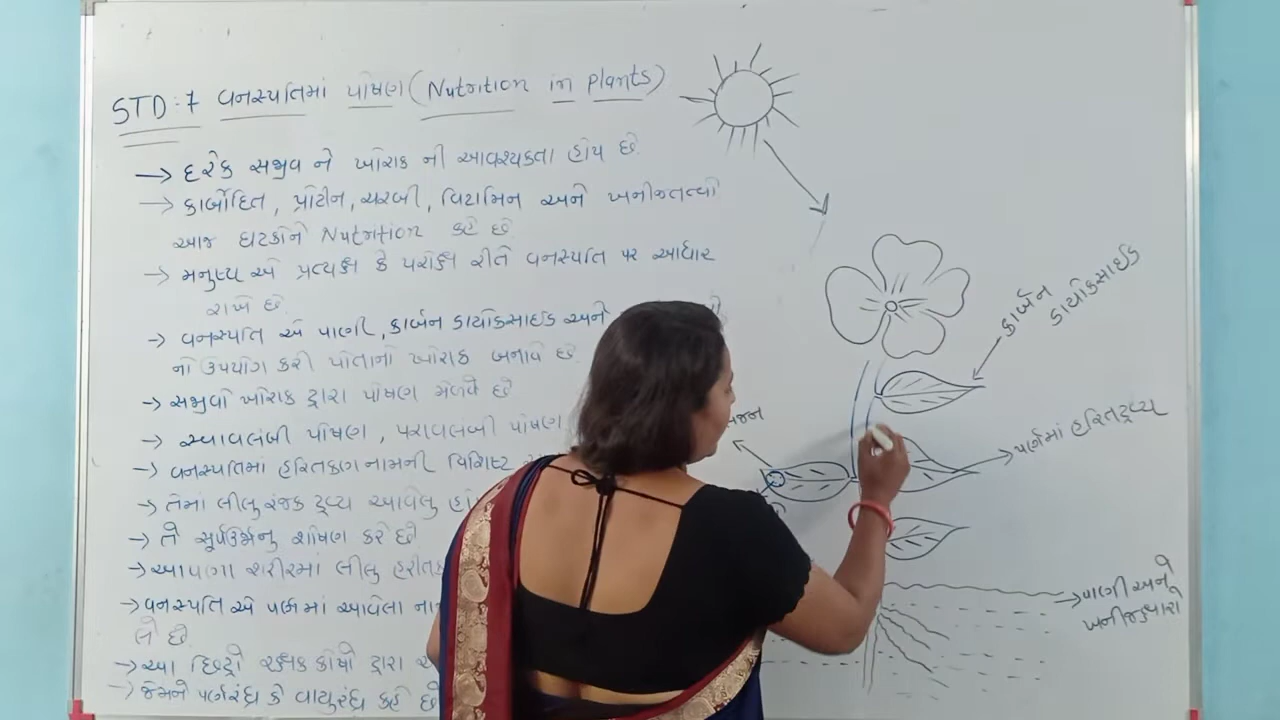 STD:7 વનસ્પતિમાં પોષણ (Nutrition in plants)
→ દરેક સજીવ ને ખોરાક ની આવશ્યકતા હોય છે.
→ કાર્બોદિત, પ્રોટીન, ચરબી, વિટામિન અને ખનીજતત્વો
આજ ઘટકોને Nutrition કહે છે
→ મનુષ્ય એ પ્રત્યક્ષ કે પરોક્ષ રીતે વનસ્પતિ પર આધાર
રાખે છે.
→ વનસ્પતિ એ પાણી, કાર્બન ડાયોક્સાઈડ અને
નો ઉપયોગ કરી પોતાનો ખોરાક બનાવે છે.
→ સજીવો ખોરાક દ્વારા પોષણ મેળવે છે
→ સ્વાવલંબી પોષણ, પરાવલંબી પોષણ
→ વનસ્પતિમાં હરિતકણ નામની વિશિષ્ટ
→ તેમાં લીલુ રંજક દ્રવ્ય આવેલુ
→ તે સૂર્યઉર્જાનુ શોષણ કરે છે
→ આપણા શરીરમાં લીલુ
→ વનસ્પતિ એ પર્ણમાં આવેલા
લે છે.
→ આ છિદ્રો રક્ષક કોષો દ્વારા
→ જેમને પર્ણરંધ્ર કે વાયુરંધ્ર કહે છે
કાર્બન
ડાયોક્સાઈડ
પર્ણમાં હરિતદ્રવ્ય
પાણી અને
ખનીજક્ષારો